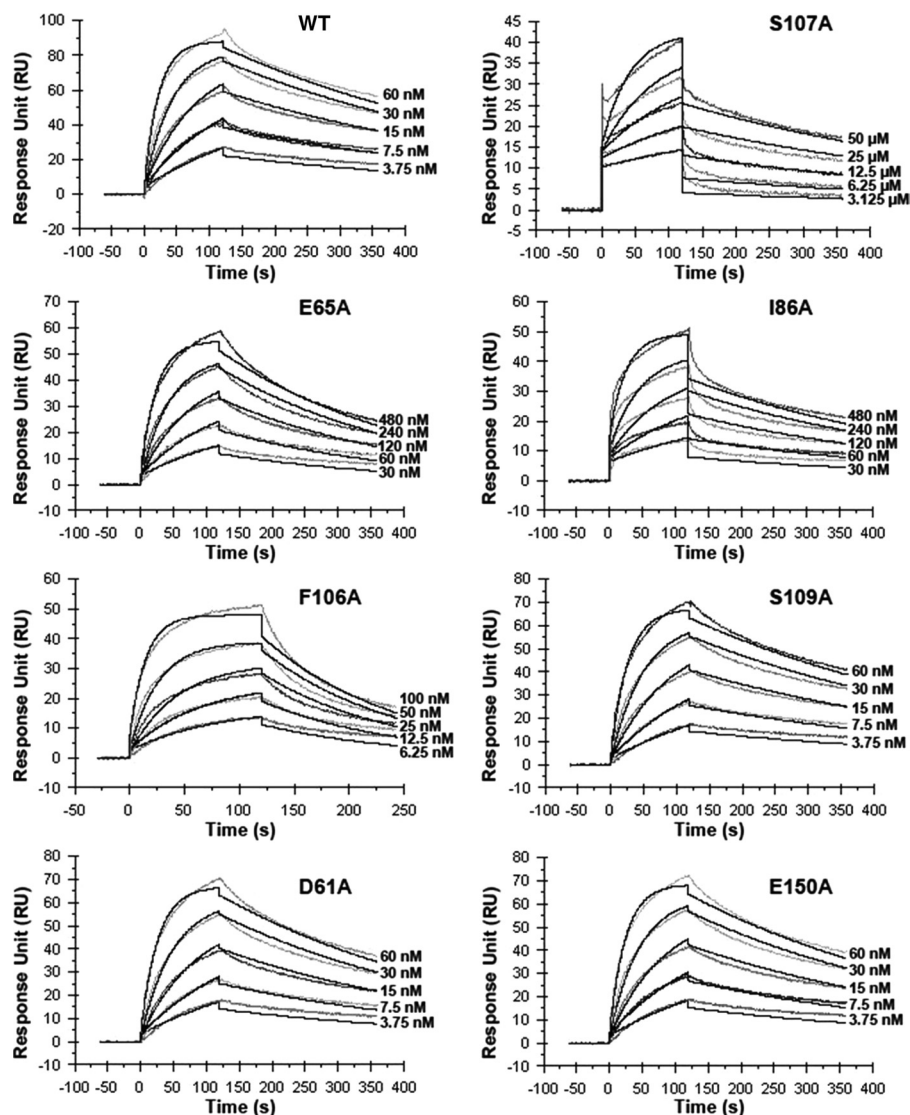 WT
Response Unit (RU)
100
80
60
40
20
0
-20
60 nM
30 nM
15 nM
7.5 nM
3.75 nM
-100 -50 0 50 100 150 200 250 300 350 400
Time (s)
S107A
Response Unit (RU)
45
40
35
30
25
20
15
10
5
0
-5
50 µM
25 µM
12.5 µM
6.25 µM
3.125 µM
-100 -50 0 50 100 150 200 250 300 350 400
Time (s)
E65A
Response Unit (RU)
70
60
50
40
30
20
10
0
-10
480 nM
240 nM
120 nM
60 nM
30 nM
-100 -50 0 50 100 150 200 250 300 350 400
Time (s)
I86A
Response Unit (RU)
60
50
40
30
20
10
0
-10
480 nM
240 nM
120 nM
60 nM
30 nM
-100 -50 0 50 100 150 200 250 300 350 400
Time (s)
F106A
Response Unit (RU)
60
50
40
30
20
10
0
-10
100 nM
50 nM
25 nM
12.5 nM
6.25 nM
-50 0 50 100 150 200 250
Time (s)
S109A
Response Unit (RU)
80
70
60
50
40
30
20
10
0
-10
60 nM
30 nM
15 nM
7.5 nM
3.75 nM
-100 -50 0 50 100 150 200 250 300 350 400
Time (s)
D61A
Response Unit (RU)
80
70
60
50
40
30
20
10
0
-10
60 nM
30 nM
15 nM
7.5 nM
3.75 nM
-100 -50 0 50 100 150 200 250 300 350 400
Time (s)
E150A
Response Unit (RU)
80
70
60
50
40
30
20
10
0
-10
60 nM
30 nM
15 nM
7.5 nM
3.75 nM
-100 -50 0 50 100 150 200 250 300 350 400
Time (s)